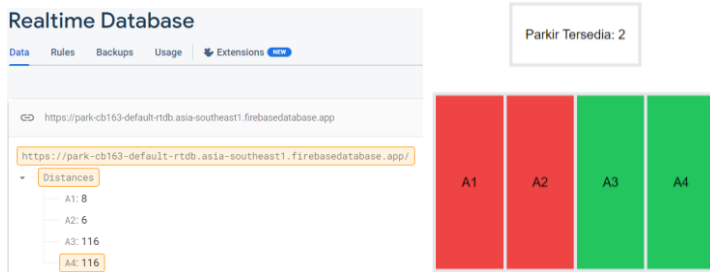 Realtime Database
Data Rules Backups Usage Extensions NEW
https://park-cb163-default-rtdb.asia-southeast1.firebasedatabase.app
https://park-cb163-default-rtdb.asia-southeast1.firebasedatabase.app/
Distances
A1: 8
A2: 6
A3: 116
A4: 116
Parkir Tersedia: 2
A1 A2 A3 A4